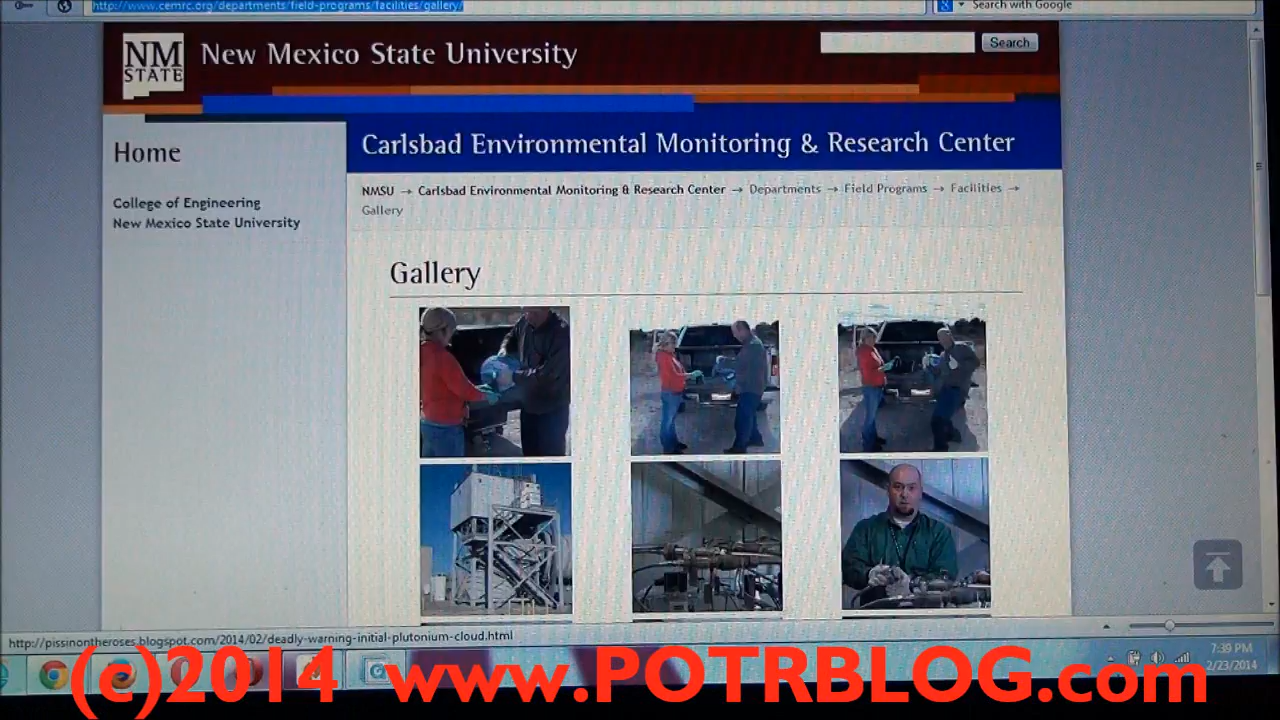 http://www.cemrc.org/departments/field-programs/facilities/gallery/
Search with Google
NM
STATE
New Mexico State University
Search
Home
Carlsbad Environmental Monitoring & Research Center
College of Engineering
New Mexico State University
NMSU → Carlsbad Environmental Monitoring & Research Center → Departments → Field Programs → Facilities →
Gallery
Gallery
http://pissinontheroses.blogspot.com/2014/02/deadly-warning-initial-plutonium-cloud.html
7:39 PM
2/23/2014
(c)2014 www.POTRBLOG.com